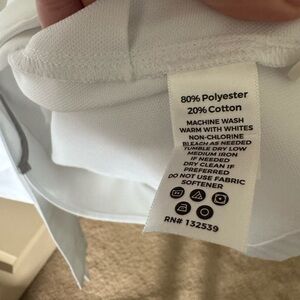 80% Polyester
20% Cotton
MACHINE WASH
WARM WITH WHITES
NON-CHLORINE
BLEACH AS NEEDED
TUMBLE DRY LOW
MEDIUM IRON
IF NEEDED
DRY CLEAN IF
PREFERRED
DO NOT USE FABRIC
SOFTENER
RN# 132539